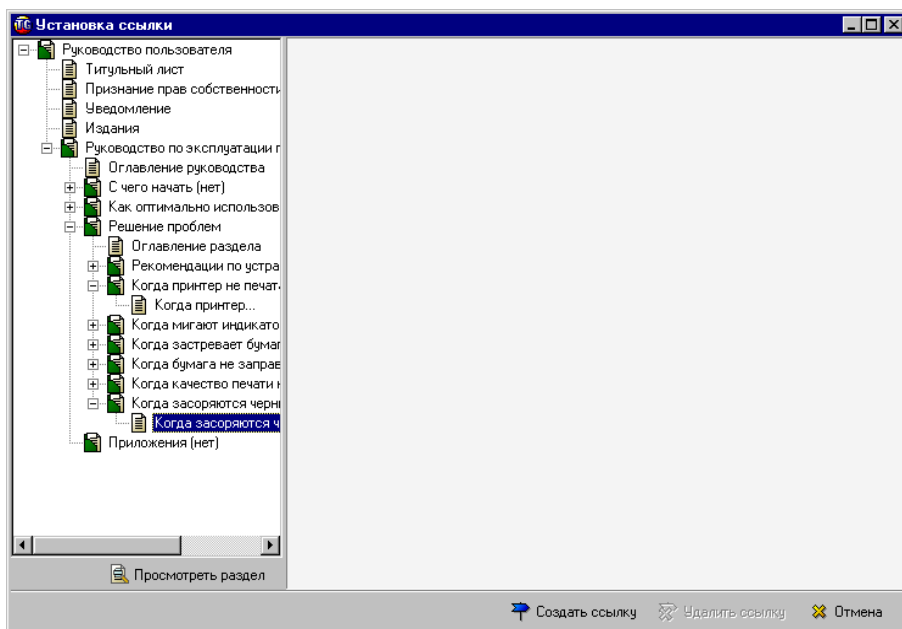 Установка ссылки
Руководство пользователя
Титульный лист
Признание прав собственности
Уведомление
Издания
Руководство по эксплуатации п
Оглавление руководства
С чего начать (нет)
Как оптимально использов
Решение проблем
Оглавление раздела
Рекомендации по устра
Когда принтер не печат
Когда принтер...
Когда мигают индикато
Когда застревает бумаг
Когда бумага не заправ
Когда качество печати н
Когда засоряются черни
Когда засоряются ч
Приложения (нет)
Просмотреть раздел
Создать ссылку Удалить ссылку Отмена